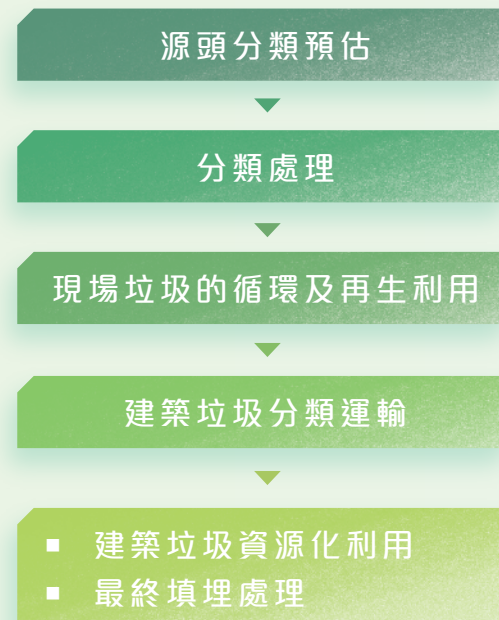 源頭分類預估
分類處理
現場垃圾的循環及再生利用
建築垃圾分類運輸
▪ 建築垃圾資源化利用
▪ 最終填埋處理